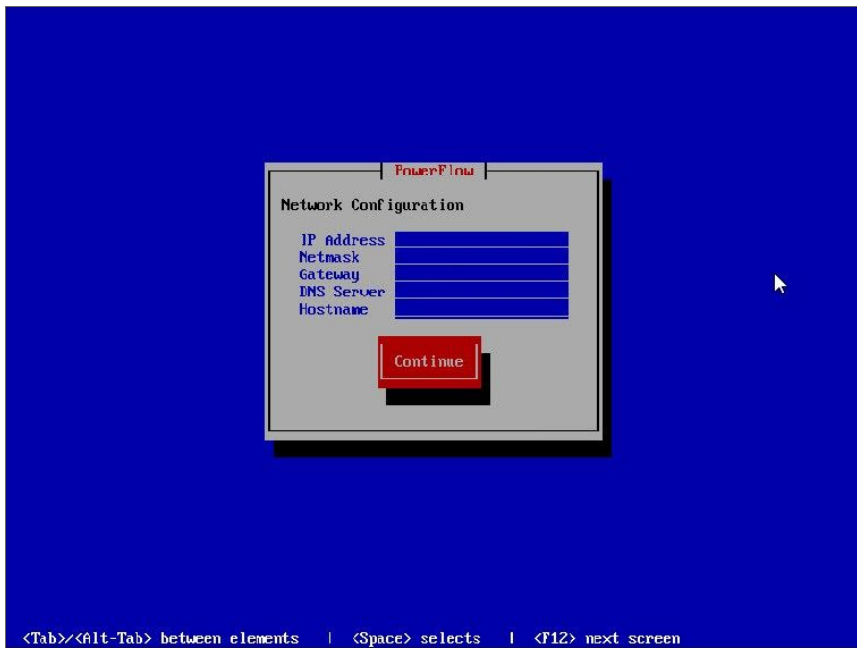 PowerFlow
Network Configuration
IP Address
Netmask
Gateway
DNS Server
Hostname
Continue
<Tab>/<Alt-Tab> between elements | <Space> selects | <F12> next screen